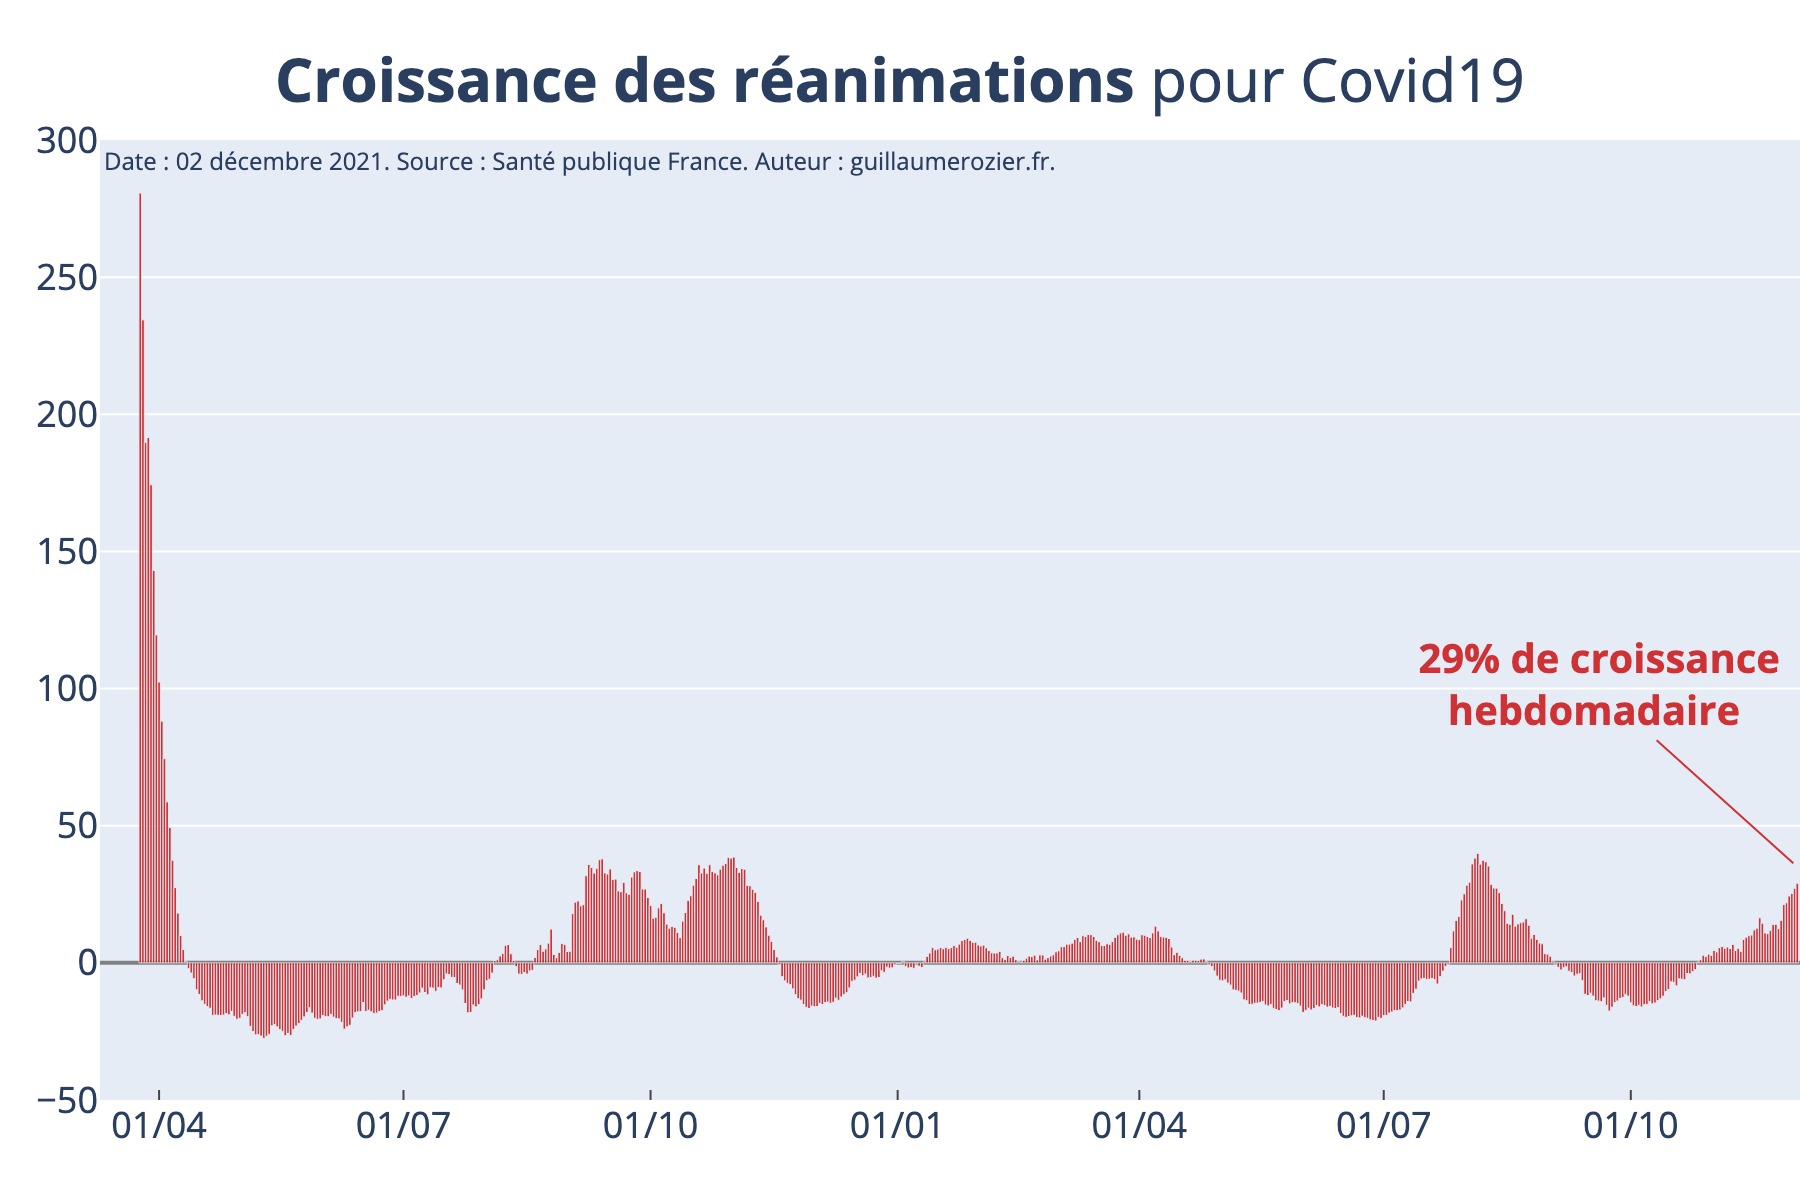 Croissance des réanimations pour Covid19
300
Date : 02 décembre 2021. Source : Santé publique France. Auteur : guillaumerozier.fr.
250
200
150
29% de croissance
100
hebdomadaire
50
0
−50
01/04 01/07 01/10 01/01 01/04 01/07 01/10